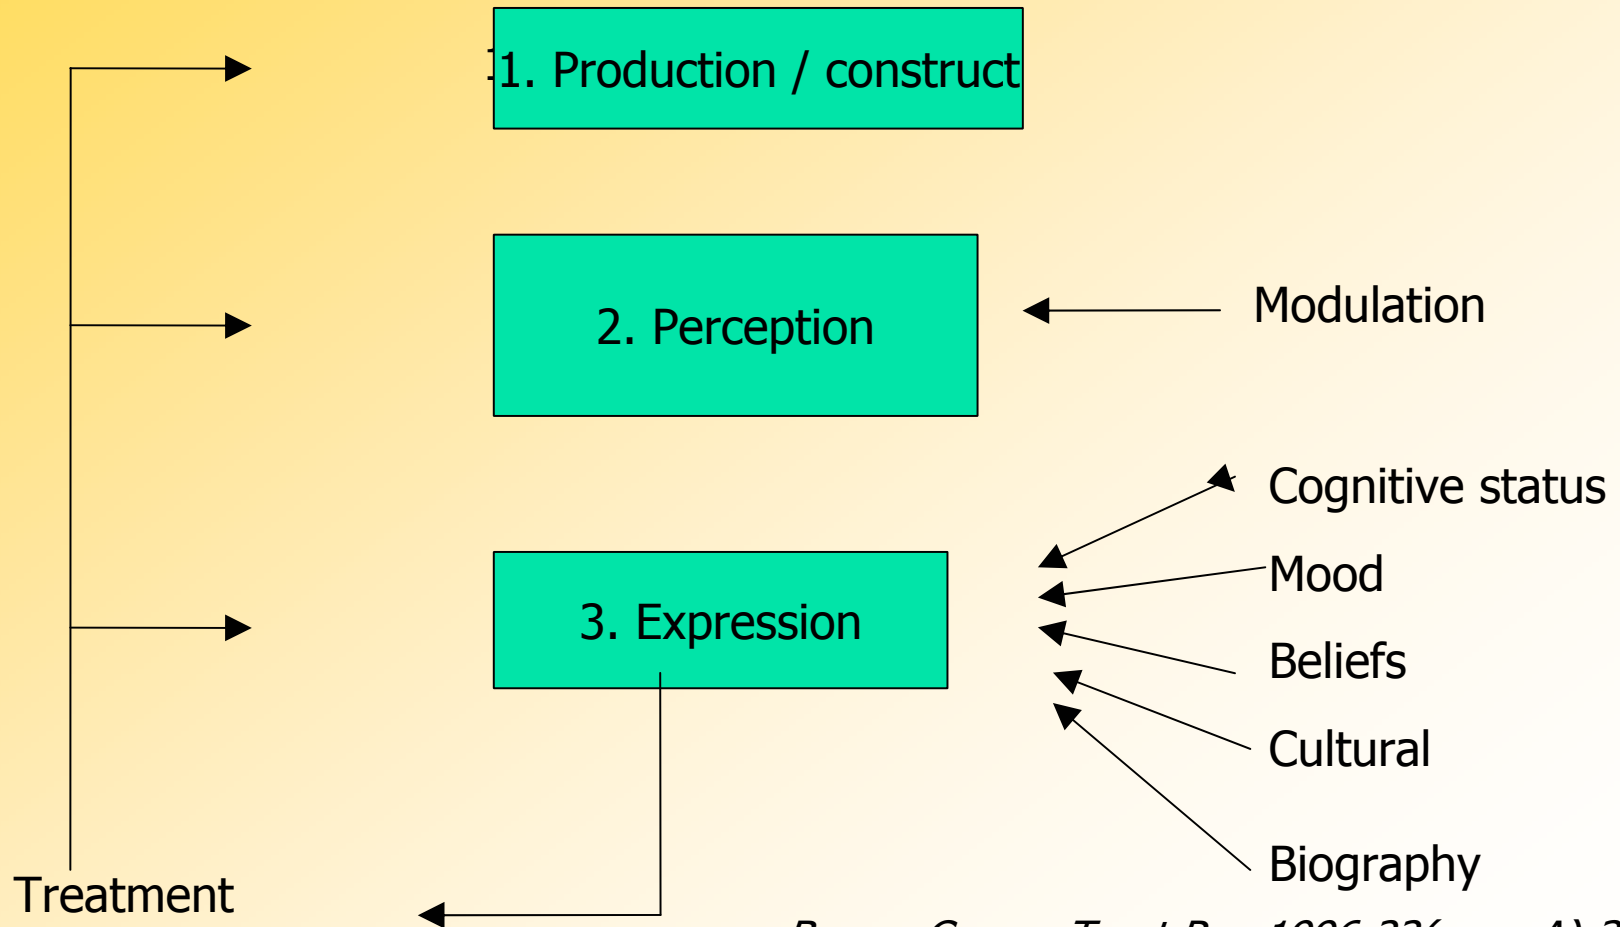 1. Production / construct
2. Perception
Modulation
Cognitive status
Mood
3. Expression
Beliefs
Cultural
Biography
Treatment